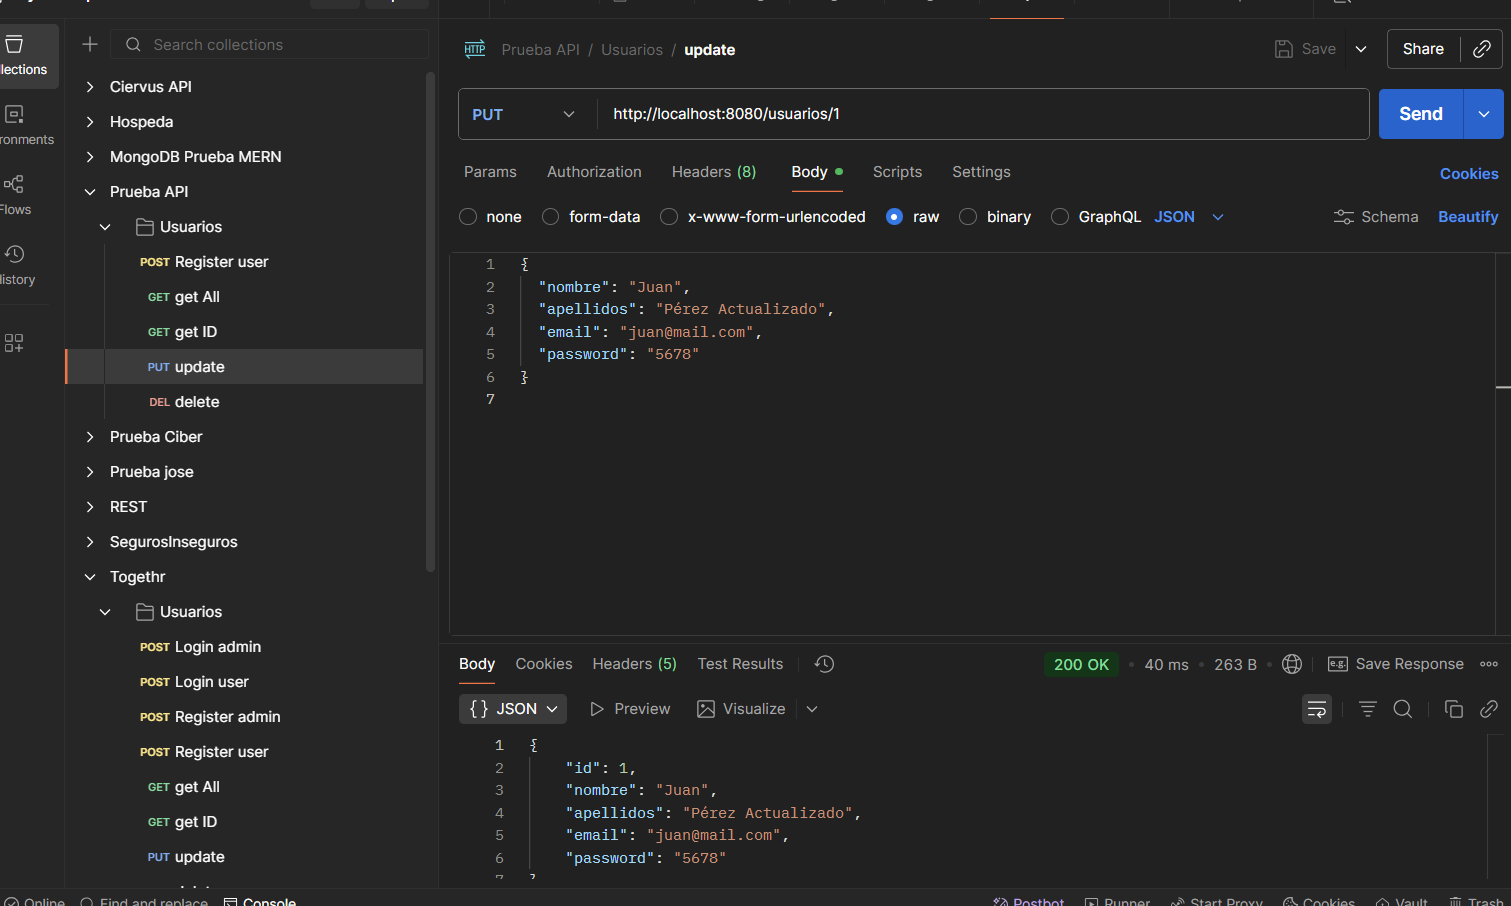 Search collections
llections
ronments
Flows
listory
Ciervus API
Hospeda
MongoDB Prueba MERN
Prueba API
Usuarios
POST Register user
GET get All
GET get ID
PUT update
DEL delete
Prueba Ciber
Prueba jose
REST
SegurosInseguros
Togethr
Usuarios
POST Login admin
POST Login user
POST Register admin
POST Register user
GET get All
GET get ID
PUT update
HTTP Prueba API / Usuarios / update
Save
Share
PUT http://localhost:8080/usuarios/1
Send
Params Authorization Headers (8) Body Scripts Settings
Cookies
none form-data x-www-form-urlencoded raw binary GraphQL JSON
Schema Beautify
1 {
2 "nombre": "Juan",
3 "apellidos": "Pérez Actualizado",
4 "email": "juan@mail.com",
5 "password": "5678"
6 }
7
Body Cookies Headers (5) Test Results
200 OK • 40 ms • 263 B
e.g. Save Response
{} JSON Preview Visualize
1 {
2 "id": 1,
3 "nombre": "Juan",
4 "apellidos": "Pérez Actualizado",
5 "email": "juan@mail.com",
6 "password": "5678"
7 }
Online Find and replace Console
Postbot Runner Start Proxy Cookies Vault Trash